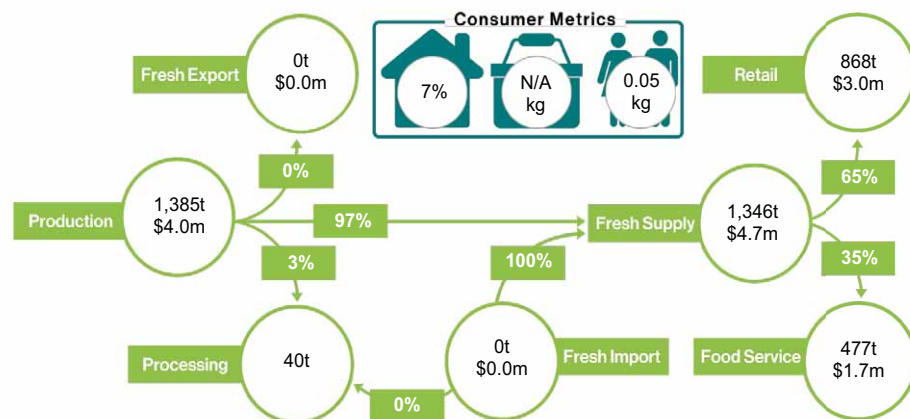 Consumer Metrics
Fresh Export
0t
$0.0m
7%
N/A
kg
0.05
kg
Retail
868t
$3.0m
0%
65%
Production
1,385t
$4.0m
97%
Fresh Supply
1,346t
$4.7m
3%
100%
35%
Processing
40t
0t
$0.0m
Fresh Import
Food Service
477t
$1.7m
0%